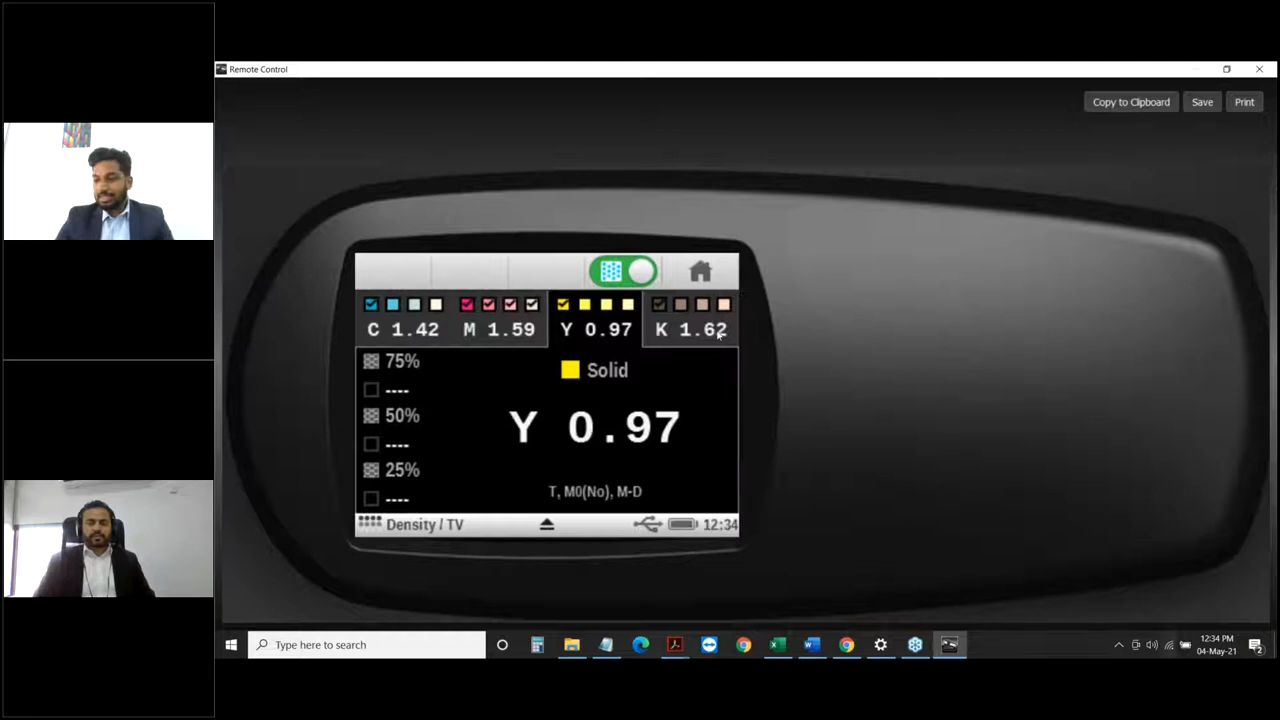 Remote Control
Copy to Clipboard Save Print
C 1.42 M 1.59 Y 0.97 K 1.62
75%
Solid
----
50%
Y 0.97
----
25%
----
T, M0(No), M-D
Density / TV 12:34
Type here to search
12:34 PM
04-May-21
2